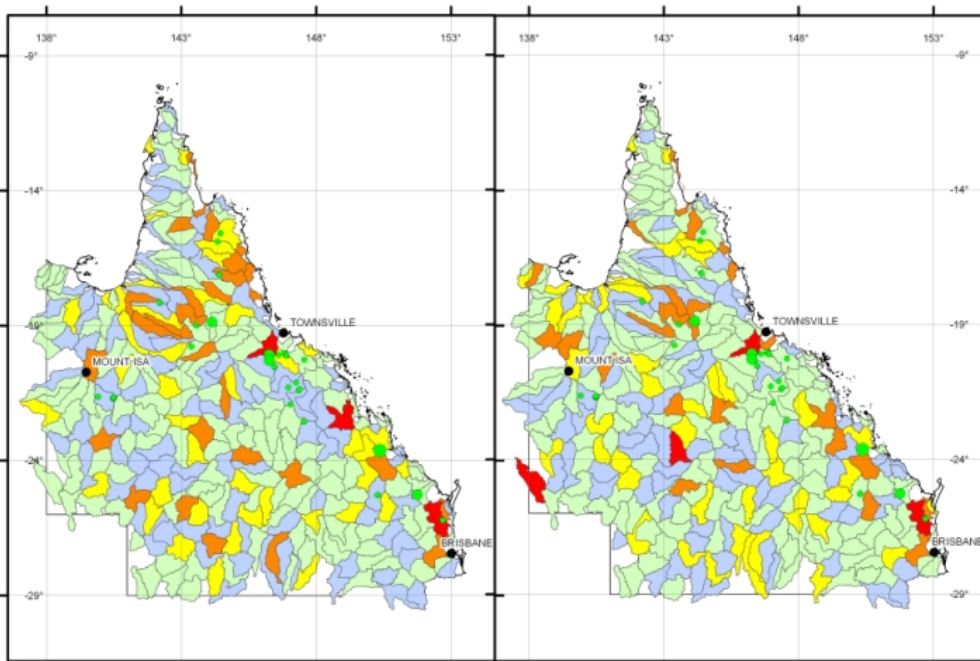 138° 143° 148° 153° 138° 143° 148° 153°
-9° -9°
-14° -14°
TOWNSVILLE TOWNSVILLE
-19° -19°
MOUNT ISA MOUNT ISA
-24° -24°
BRISBANE BRISBANE
-29° -29°